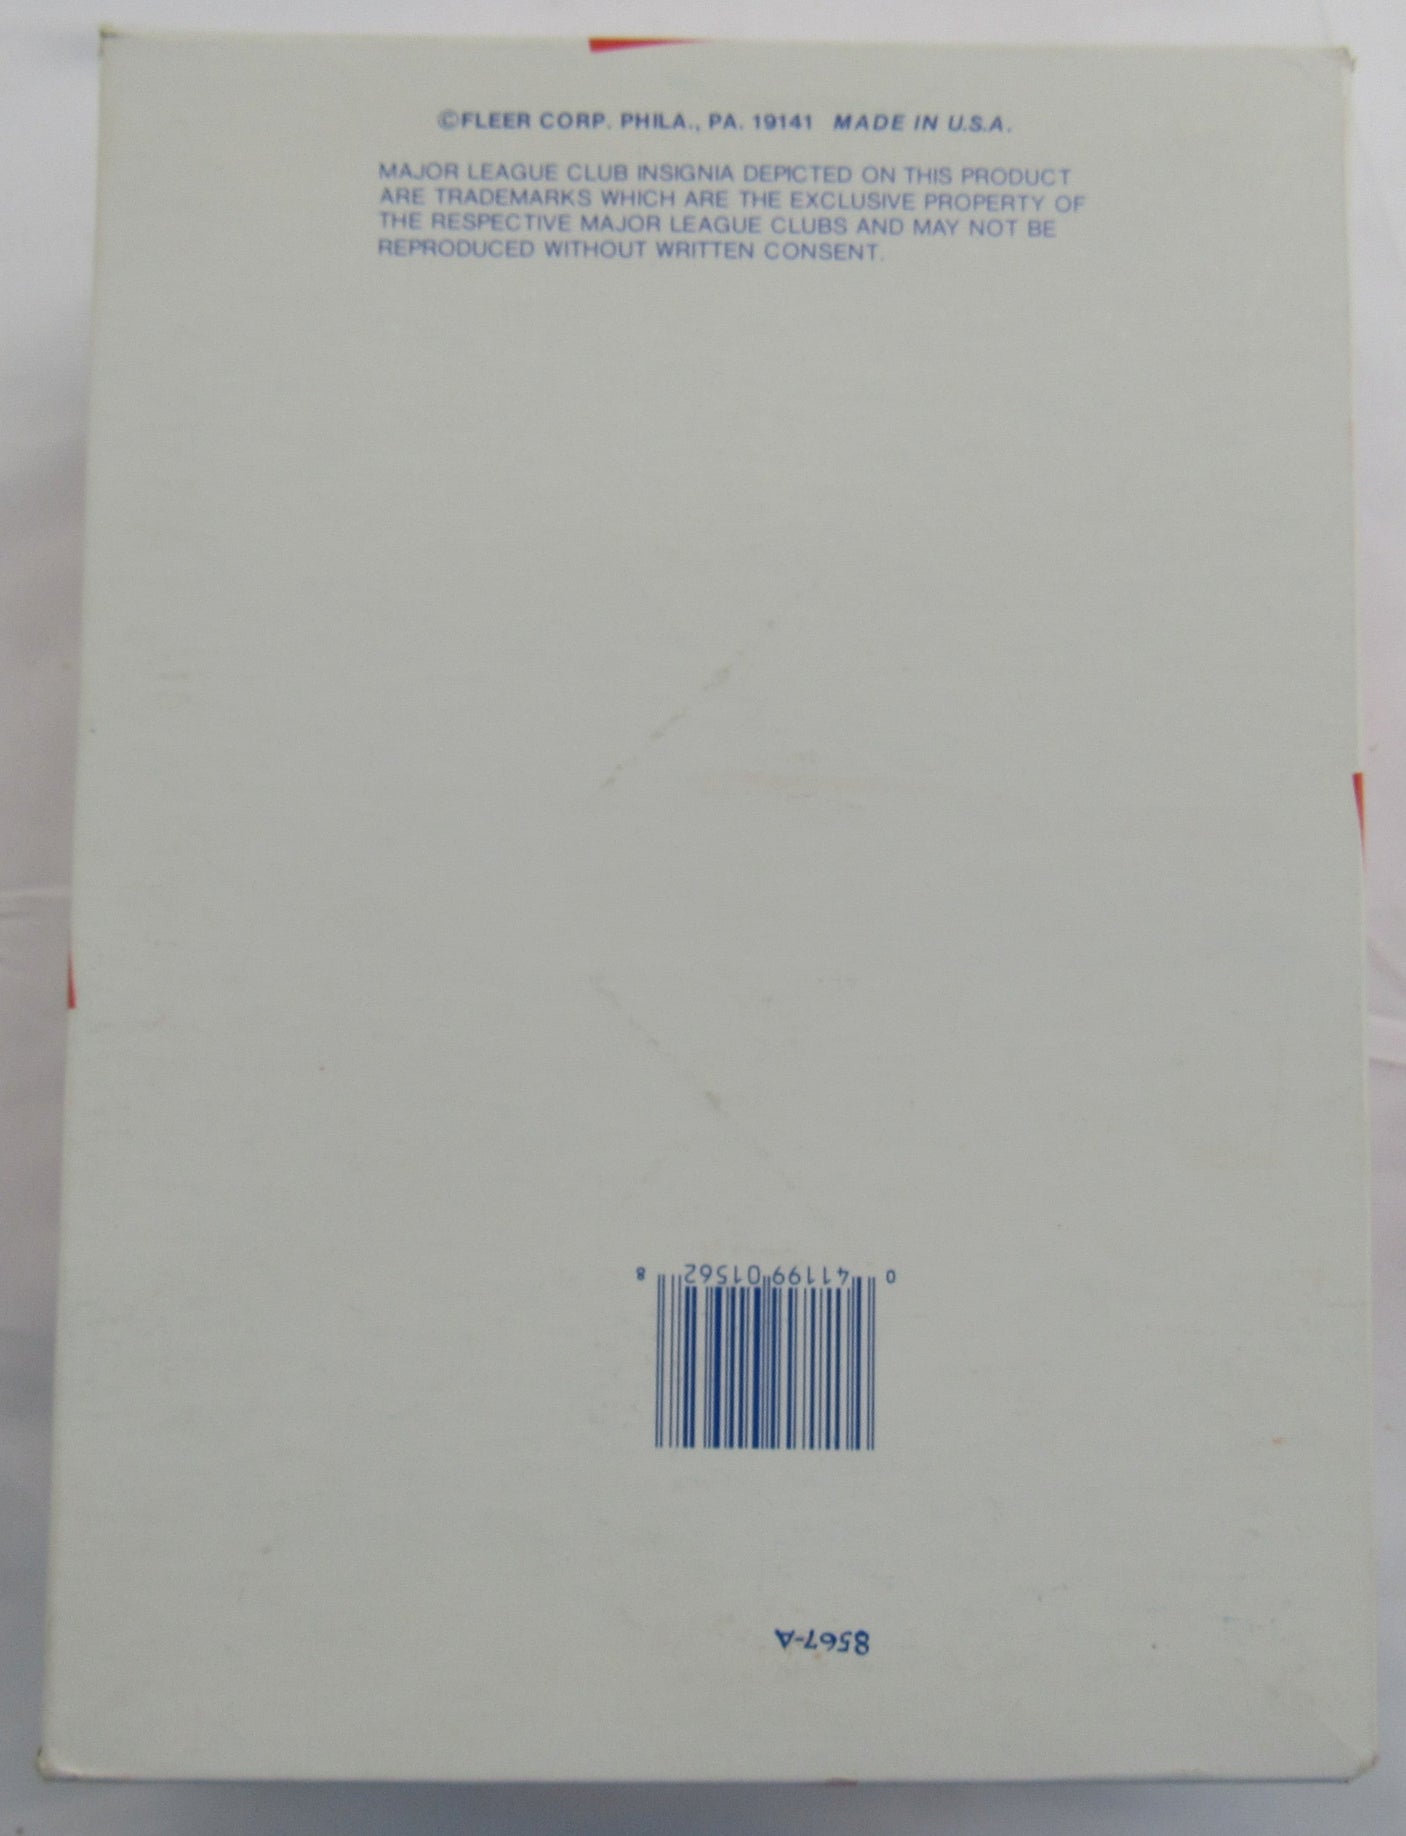 ©FLEER CORP. PHILA., PA. 19141 MADE IN U.S.A.
MAJOR LEAGUE CLUB INSIGNIA DEPICTED ON THIS PRODUCT
ARE TRADEMARKS WHICH ARE THE EXCLUSIVE PROPERTY OF
THE RESPECTIVE MAJOR LEAGUE CLUBS AND MAY NOT BE
REPRODUCED WITHOUT WRITTEN CONSENT.
0 41199 01562 8
8567-A